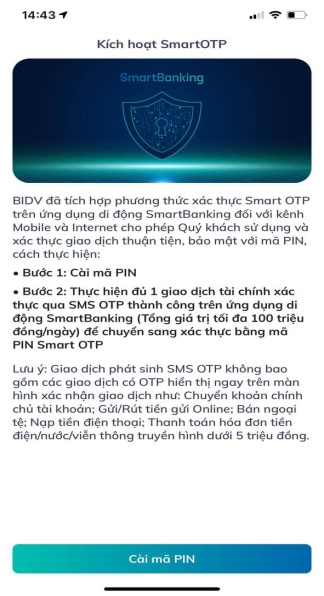 14:43
Kích hoạt SmartOTP
SmartBanking
BIDV đã tích hợp phương thức xác thực Smart OTP
trên ứng dụng di động SmartBanking đối với kênh
Mobile và Internet cho phép Quý khách sử dụng và
xác thực giao dịch thuận tiện, bảo mật với mã PIN,
cách thực hiện:
• Bước 1: Cài mã PIN
• Bước 2: Thực hiện đủ 1 giao dịch tài chính xác
thực qua SMS OTP thành công trên ứng dụng di
động SmartBanking (Tổng giá trị tối đa 100 triệu
đồng/ngày) để chuyển sang xác thực bằng mã
PIN Smart OTP
Lưu ý: Giao dịch phát sinh SMS OTP không bao
gồm các giao dịch có OTP hiển thị ngay trên màn
hình xác nhận giao dịch như: Chuyển khoản chính
chủ tài khoản; Gửi/Rút tiền gửi Online; Bán ngoại
tệ; Nạp tiền điện thoại; Thanh toán hóa đơn tiền
điện/nước/viễn thông truyền hình dưới 5 triệu đồng.
Cài mã PIN